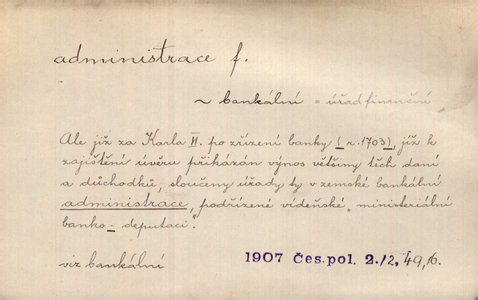 administrace f.
~ bankální = úřad finanční
Ale již za Karla II. po zřízení banky (r. 1703), jíž k
zajištění úvěru přikázán výnos většiny těch daní
a důchodků, sloučeny úřady ty v zemské bankální
administrace, podřízené vídeňské „ministeriální
banko-deputaci".
viz bankální
1907 Čes. pol. 2./2, 49, 6.